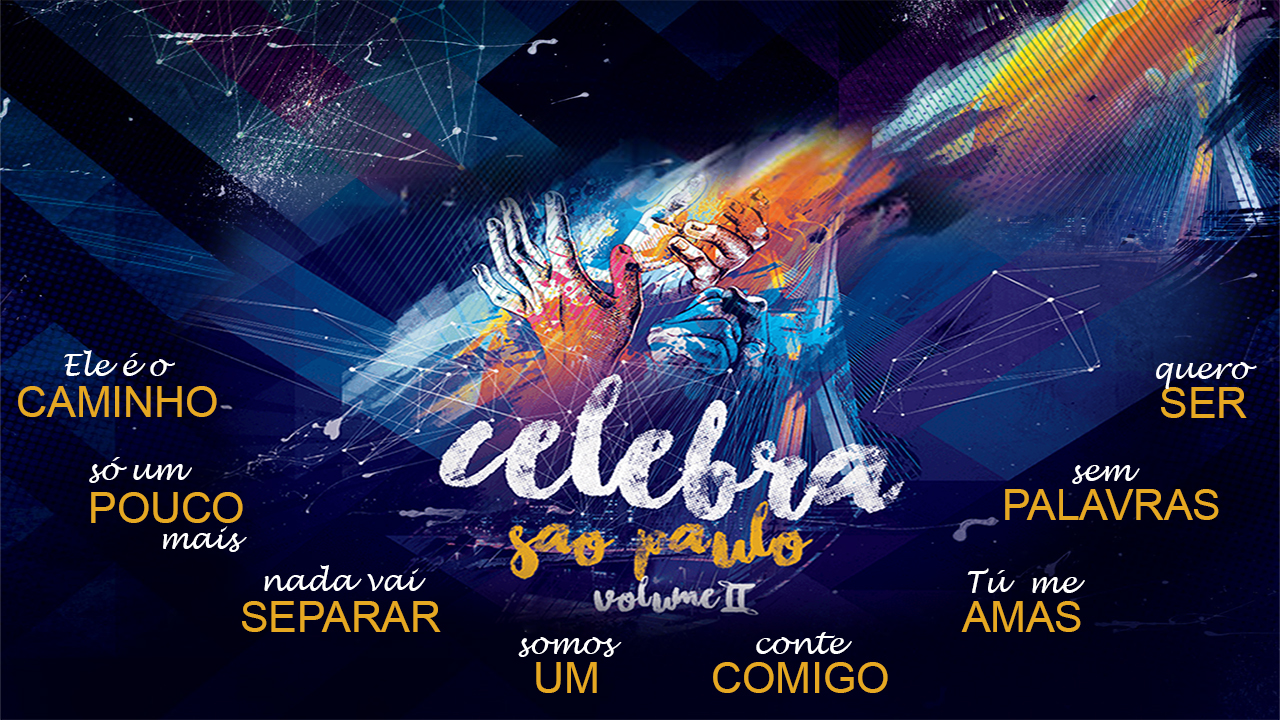 celebra
sao paulo
volume II
Ele é o
CAMINHO
só um
POUCO
mais
nada vai
SEPARAR
somos
UM
conte
COMIGO
Tú me
AMAS
sem
PALAVRAS
quero
SER